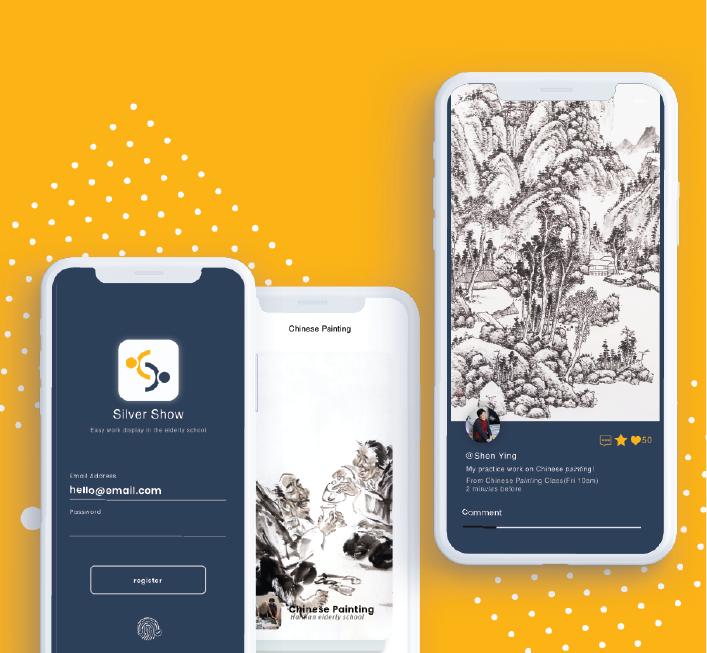 Silver Show
Easy work display in the elderly school
Email Address
hello@email.com
Password
register
Chinese Painting
Chinese Painting
elderly school
50
@Shen Ying
My practice work on Chinese painting!
From Chinese Painting Class(Fri 10am)
2 minutes before
Comment